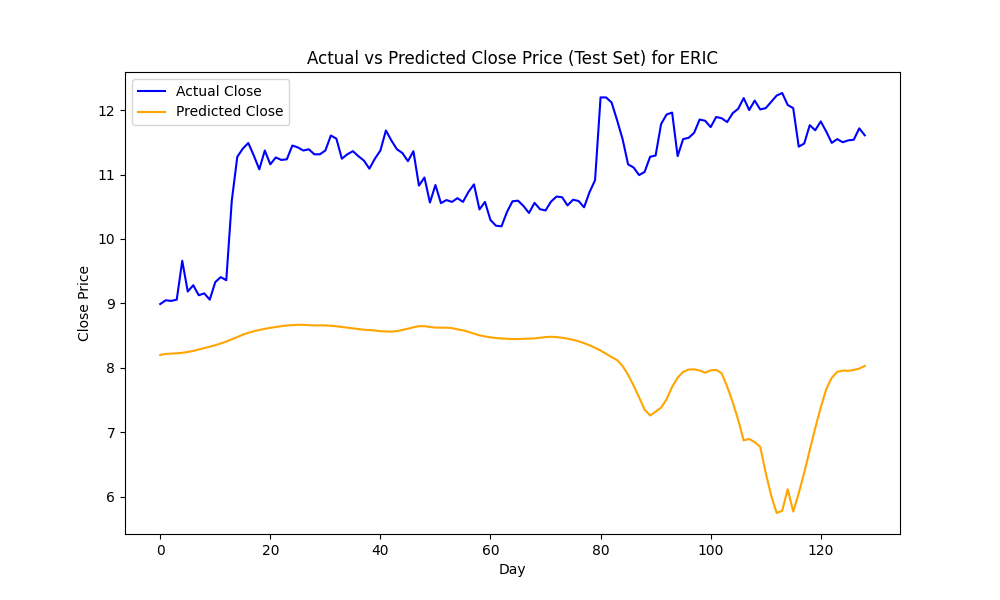 Actual vs Predicted Close Price (Test Set) for ERIC
Actual Close
Predicted Close
12
11
10
9
8
7
6
Close Price
0 20 40 60 80 100 120
Day